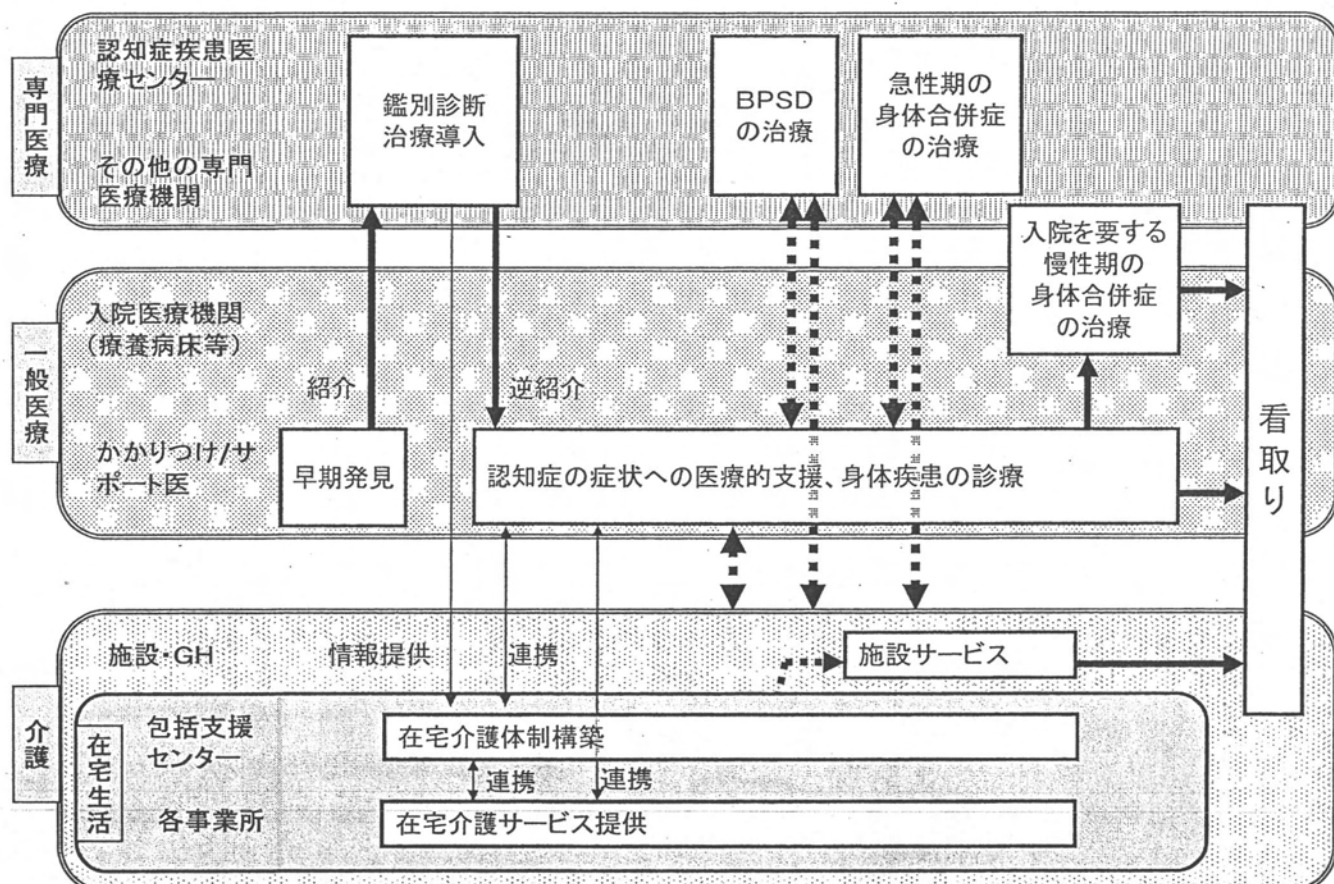 専門医療
認知症疾患医
療センター
その他の専門
医療機関
鑑別診断
治療導入
BPSD
の治療
急性期の
身体合併症
の治療
入院を要する
慢性期の
身体合併症
の治療
一般医療
入院医療機関
(療養病床等)
紹介
逆紹介
かかりつけ/サ
ポート医
早期発見
認知症の症状への医療的支援、身体疾患の診療
看取り
介護
施設・GH
情報提供
連携
施設サービス
在宅生活
包括支援
センター
在宅介護体制構築
連携
連携
各事業所
在宅介護サービス提供